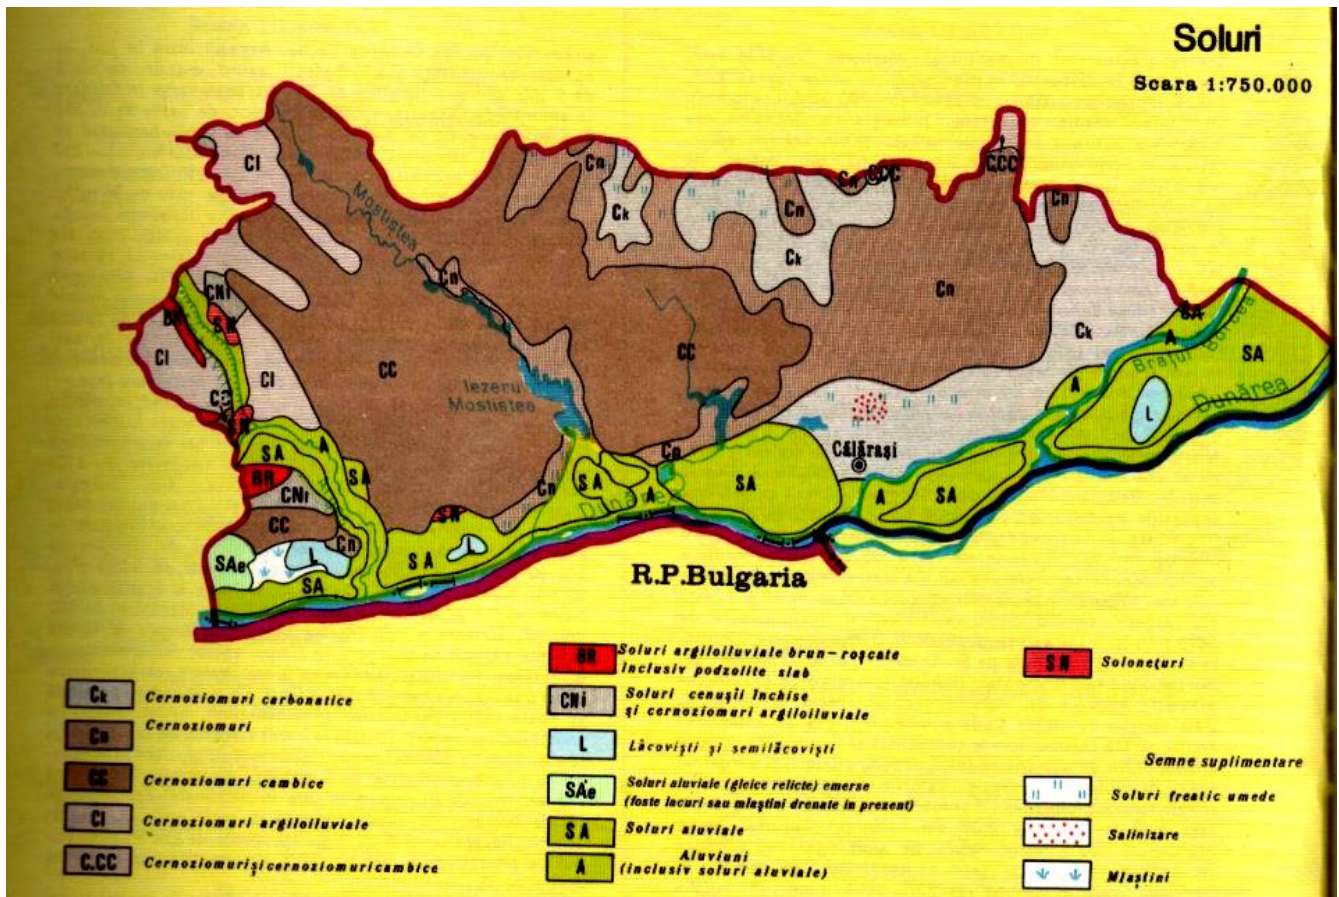 Soluri
Scara 1:750.000
Cn
C.CC
Cn
C.CC
Cn
CI
Ck
Cn
Mostiștea
Ck
Cn
Cn
CNi
BR
SN
SA
Ck
A
Brațul Borcea
SA
CI
CI
CC
CC
Iezeru
Mostiștea
A
Dunărea
L
SA
A
SA
BR
CNi
Cn
Călărași
Cn
SA
A
SA
A
SA
Dunărea
SN
CC
Cn
SAe
L
SA
L
SA
R.P.Bulgaria
Ck Cernoziomuri carbonatice
Cn Cernoziomuri
CC Cernoziomuri cambice
CI Cernoziomuri argiloiluviale
C.CC Cernoziomuri și cernoziomuri cambice
BR Soluri argiloiluviale brun-roșcate
inclusiv podzolite slab
CNi Soluri cenușii închise
și cernoziomuri argiloiluviale
L Lăcoviști și semilăcoviști
SAe Soluri aluviale (gleice relicte) emerse
(foste lacuri sau mlaștini drenate în prezent)
SA Soluri aluviale
A Aluviuni
(inclusiv soluri aluviale)
SN Solonețuri
Semne suplimentare
Soluri freatic umede
Salinizare
Mlaștini